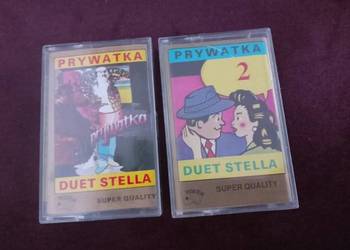 PRYWATKA
prywatka
DUET STELLA
SUPER QUALITY
PRYWATKA
2
DUET STELLA
SUPER QUALITY